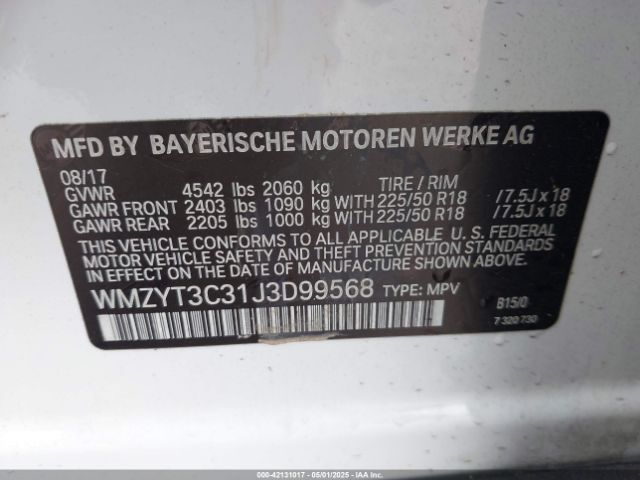 MFD BY BAYERISCHE MOTOREN WERKE AG
08/17 TIRE / RIM
GVWR 4542 lbs 2060 kg
GAWR FRONT 2403 lbs 1090 kg WITH 225/50 R18 /7.5J x 18
GAWR REAR 2205 lbs 1000 kg WITH 225/50 R18 /7.5J x 18
THIS VEHICLE CONFORMS TO ALL APPLICABLE U. S. FEDERAL
MOTOR VEHICLE SAFETY AND THEFT PREVENTION STANDARDS
IN EFFECT ON THE DATE OF MANUFACTURE SHOWN ABOVE.
WMZYT3C31J3D99568 TYPE: MPV
B15/0
7 320 730
000-42131017 - 05/01/2025 - IAA Inc.